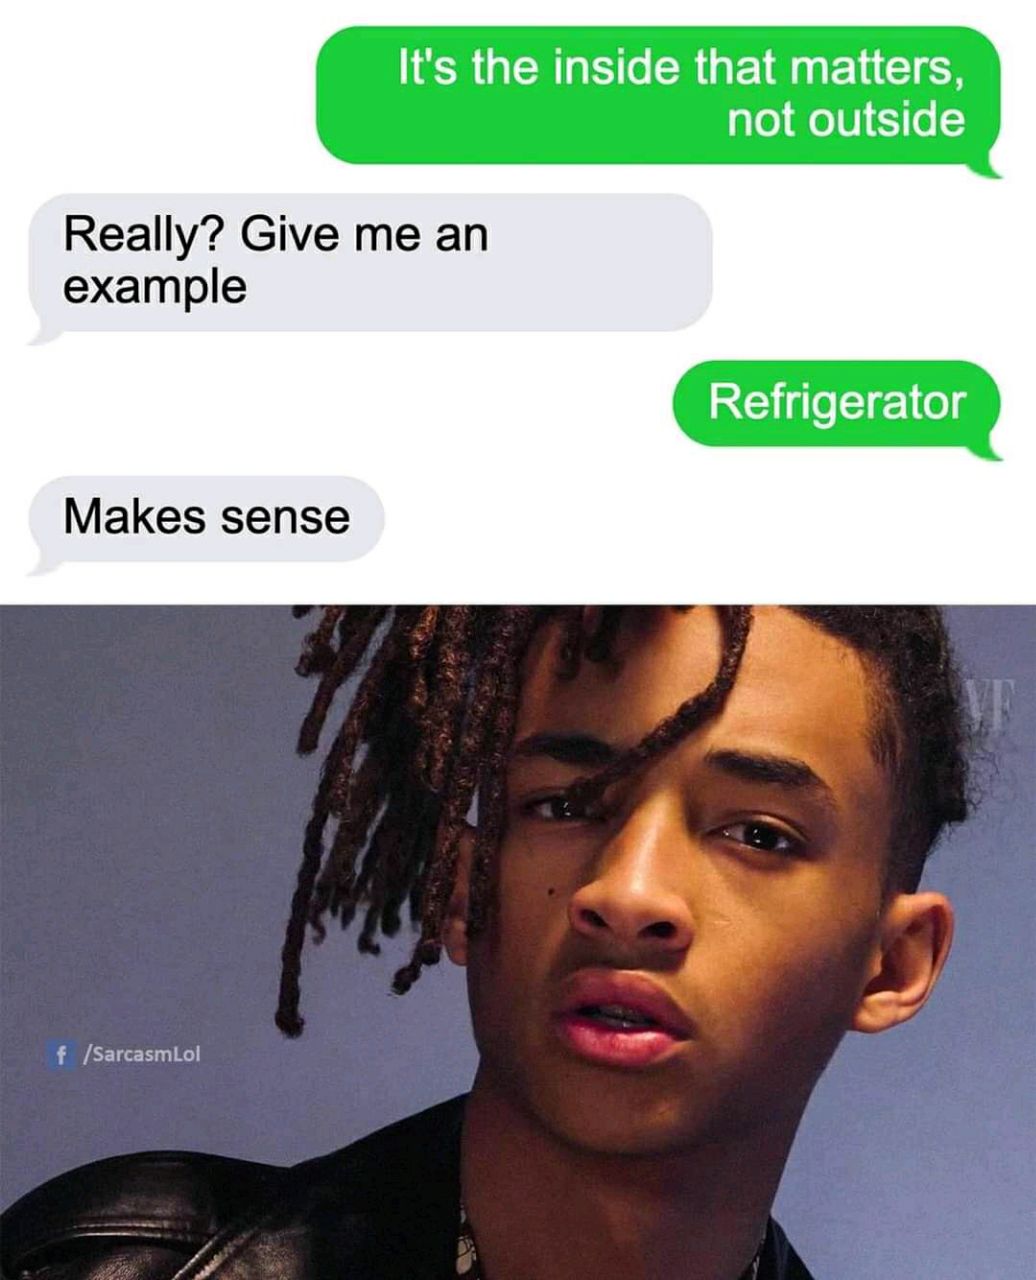 It's the inside that matters,
not outside
Really? Give me an
example
Refrigerator
Makes sense
VF
f /SarcasmLol